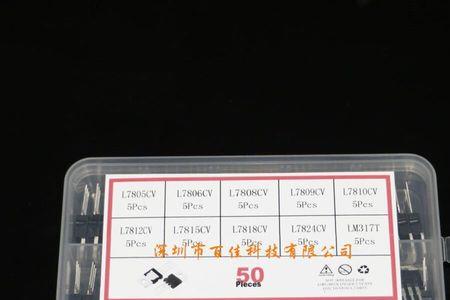 L7805CV L7806CV L7808CV L7809CV L7810CV
5Pcs 5Pcs 5Pcs 5Pcs 5Pcs
L7812CV L7815CV L7818CV L7824CV LM317T
5Pcs 5Pcs 5Pcs 5Pcs 5Pcs
深圳市百佳科技有限公司
50
Pieces